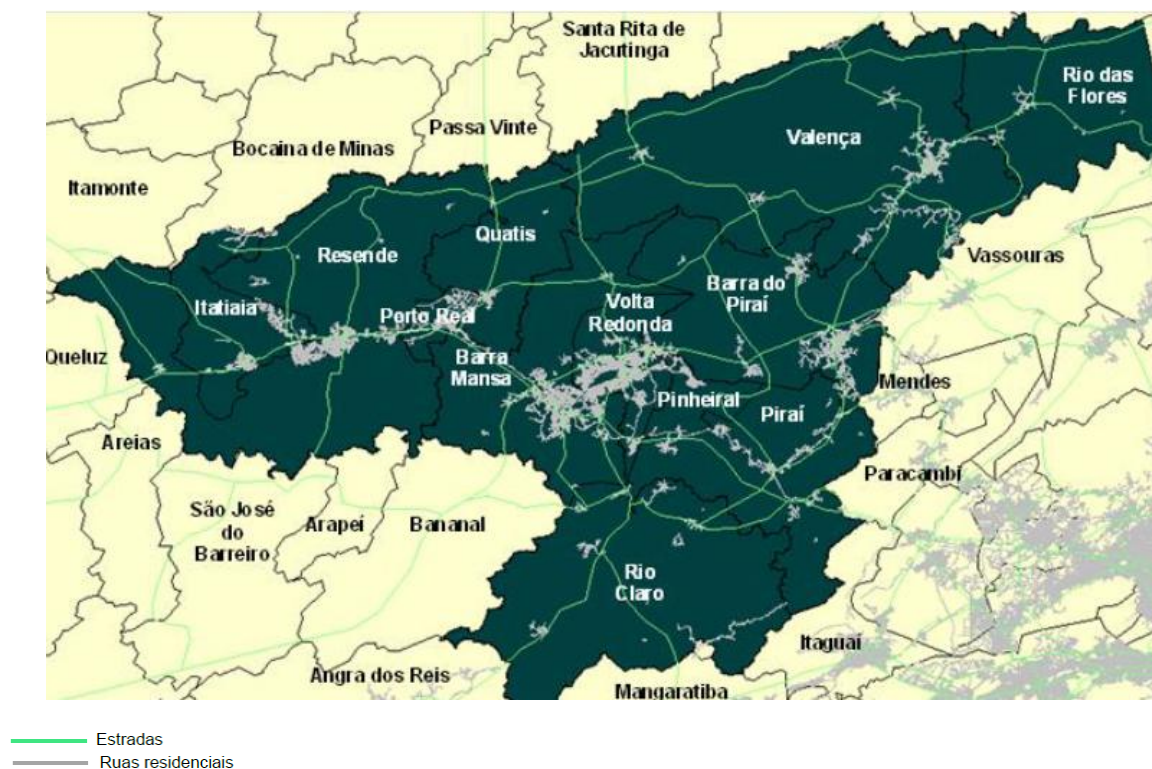 Santa Rita de
Jacutinga
Rio das
Flores
Passa Vinte
Valença
Bocaina de Minas
Itamonte
Quatis
Resende
Vassouras
Barra do
Piraí
Itatiaia
Volta
Redonda
Porto Real
Queluz
Barra
Mansa
Mendes
Pinheiral
Piraí
Areias
Paracambí
São José
do
Barreiro
Arapeí
Bananal
Rio
Claro
Itaguaí
Angra dos Reis
Mangaratiba
Estradas
Ruas residenciais